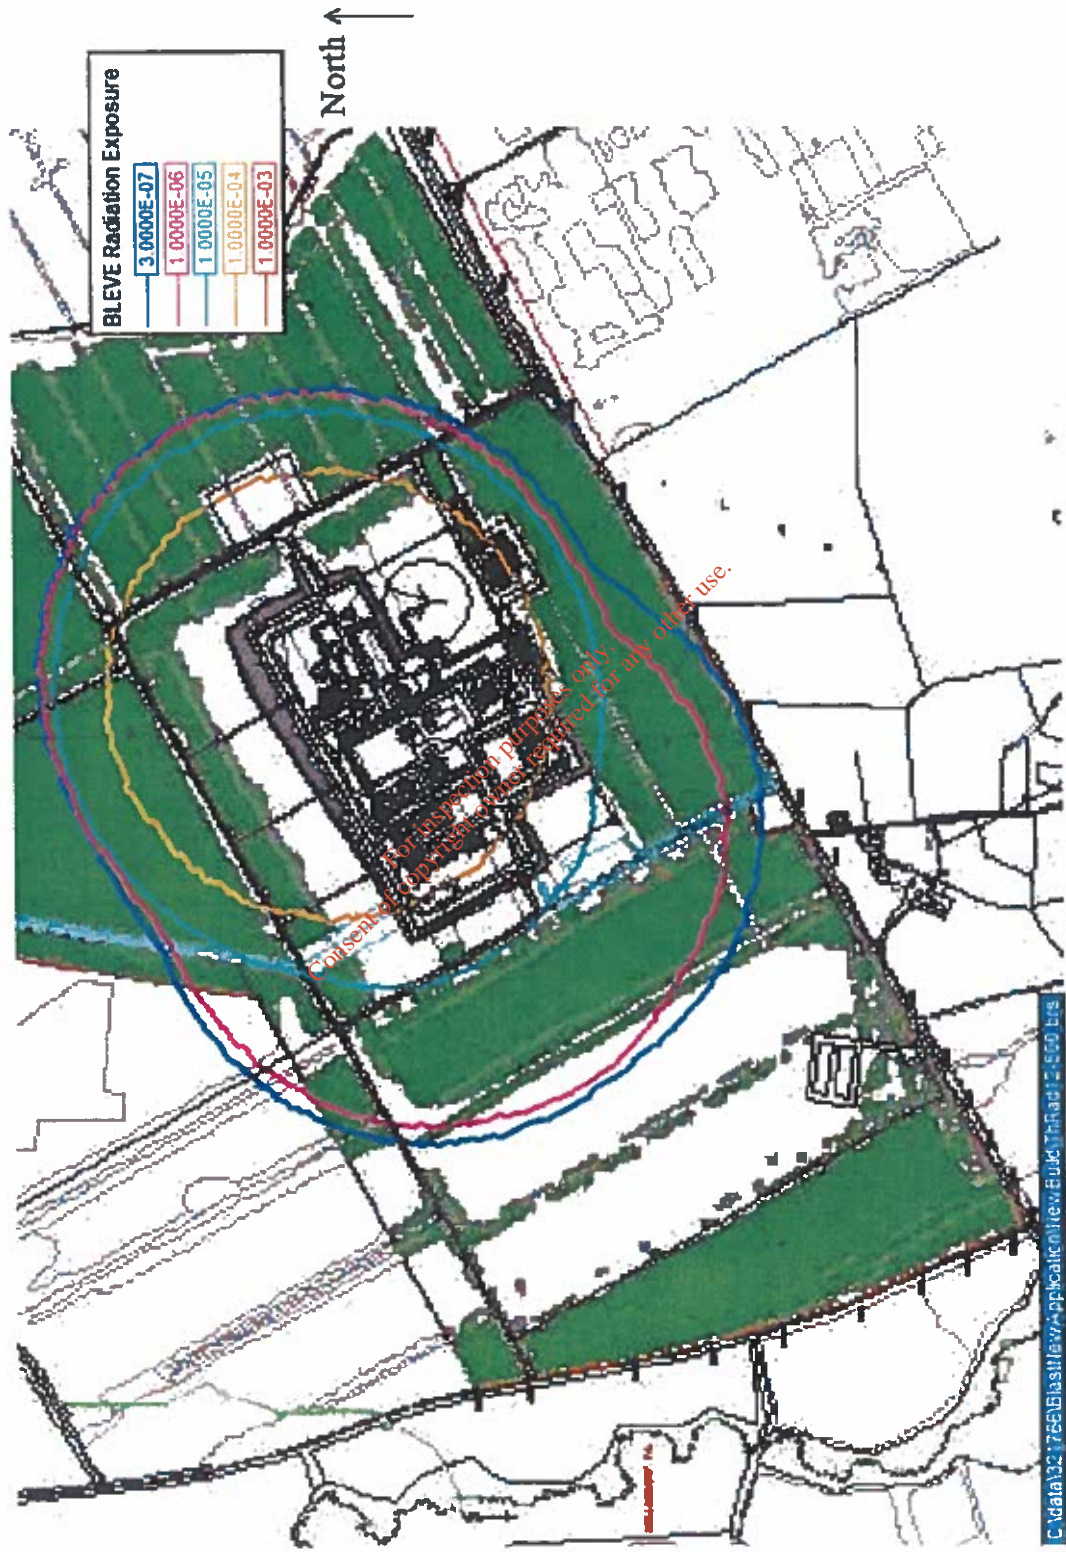 BLEVE Radiation Exposure
3.0000E-07
1.0000E-06
1.0000E-05
1.0000E-04
1.0000E-03
North
For inspection purposes only.
Consent of copyright owner required for any other use.